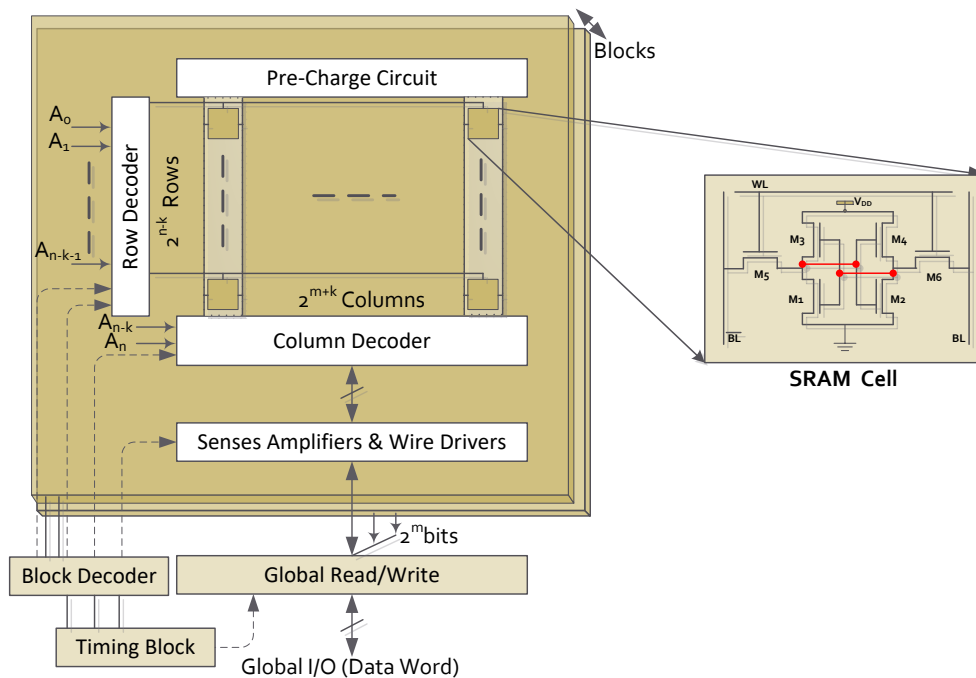 Blocks
Pre-Charge Circuit
A₀
A₁
Row Decoder
2ⁿ⁻ᵏ Rows
Aₙ₋ₖ₋₁
2ᵐ⁺ᵏ Columns
Aₙ₋ₖ
Aₙ
Column Decoder
Senses Amplifiers & Wire Drivers
2ᵐbits
Block Decoder
Global Read/Write
Timing Block
Global I/O (Data Word)
WL
V_DD
M3
M4
M5
M6
M1
M2
B̅L̅
BL
SRAM Cell